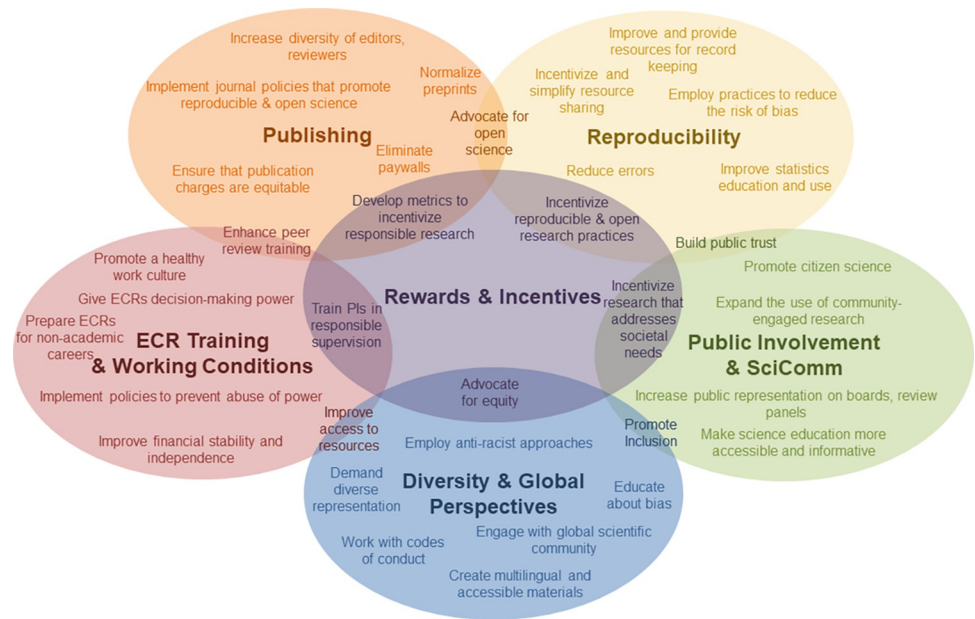 Increase diversity of editors,
reviewers
Implement journal policies that promote
reproducible & open science
Normalize
preprints
Publishing
Eliminate
paywalls
Ensure that publication
charges are equitable
Advocate for
open
science
Improve and provide
resources for record
keeping
Incentivize and
simplify resource
sharing
Employ practices to reduce
the risk of bias
Reproducibility
Reduce errors
Improve statistics
education and use
Develop metrics to
incentivize
responsible research
Incentivize
reproducible & open
research practices
Enhance peer
review training
Build public trust
Rewards & Incentives
Train PIs in
responsible
supervision
Incentivize
research that
addresses
societal
needs
Advocate
for equity
Promote a healthy
work culture
Give ECRs decision-making power
Prepare ECRs
for non-academic
careers
ECR Training
& Working Conditions
Implement policies to prevent abuse of power
Improve financial stability and
independence
Improve
access to
resources
Promote citizen science
Expand the use of community-
engaged research
Public Involvement
& SciComm
Increase public representation on boards, review
panels
Make science education more
accessible and informative
Promote
Inclusion
Employ anti-racist approaches
Demand
diverse
representation
Diversity & Global
Perspectives
Educate
about bias
Work with codes
of conduct
Engage with global scientific
community
Create multilingual and
accessible materials